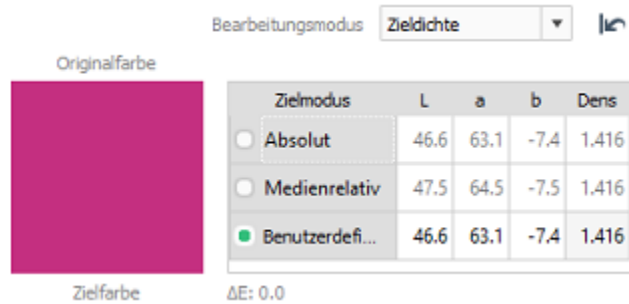 Bearbeitungsmodus Zieldichte
Originalfarbe
Zielmodus L a b Dens
Absolut 46.6 63.1 -7.4 1.416
Medienrelativ 47.5 64.5 -7.5 1.416
Benutzerdefi... 46.6 63.1 -7.4 1.416
Zielfarbe ΔE: 0.0